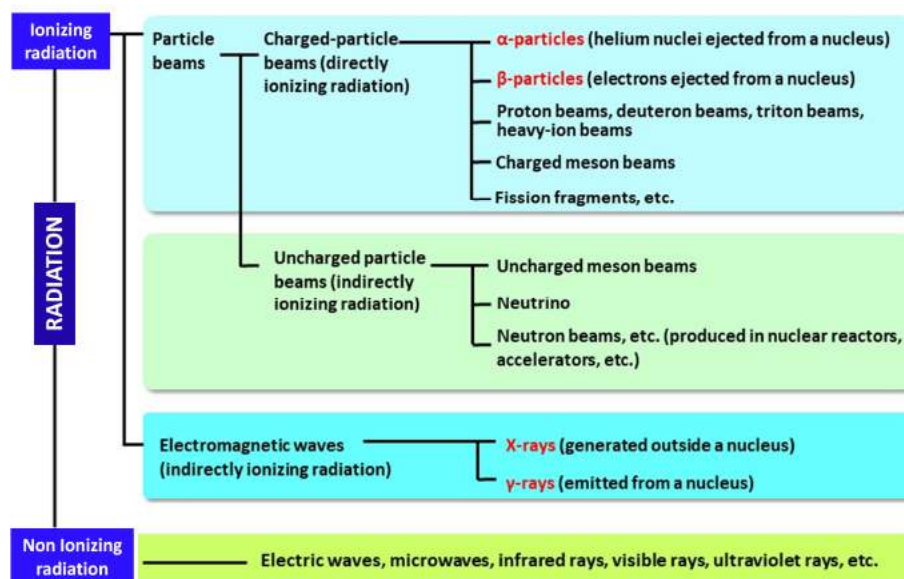 Ionizing
radiation
Particle
beams
Charged-particle
beams (directly
ionizing radiation)
α-particles (helium nuclei ejected from a nucleus)
β-particles (electrons ejected from a nucleus)
Proton beams, deuteron beams, triton beams,
heavy-ion beams
Charged meson beams
Fission fragments, etc.
RADIATION
Uncharged particle
beams (indirectly
ionizing radiation)
Uncharged meson beams
Neutrino
Neutron beams, etc. (produced in nuclear reactors,
accelerators, etc.)
Electromagnetic waves
(indirectly ionizing radiation)
X-rays (generated outside a nucleus)
γ-rays (emitted from a nucleus)
Non Ionizing
radiation
Electric waves, microwaves, infrared rays, visible rays, ultraviolet rays, etc.